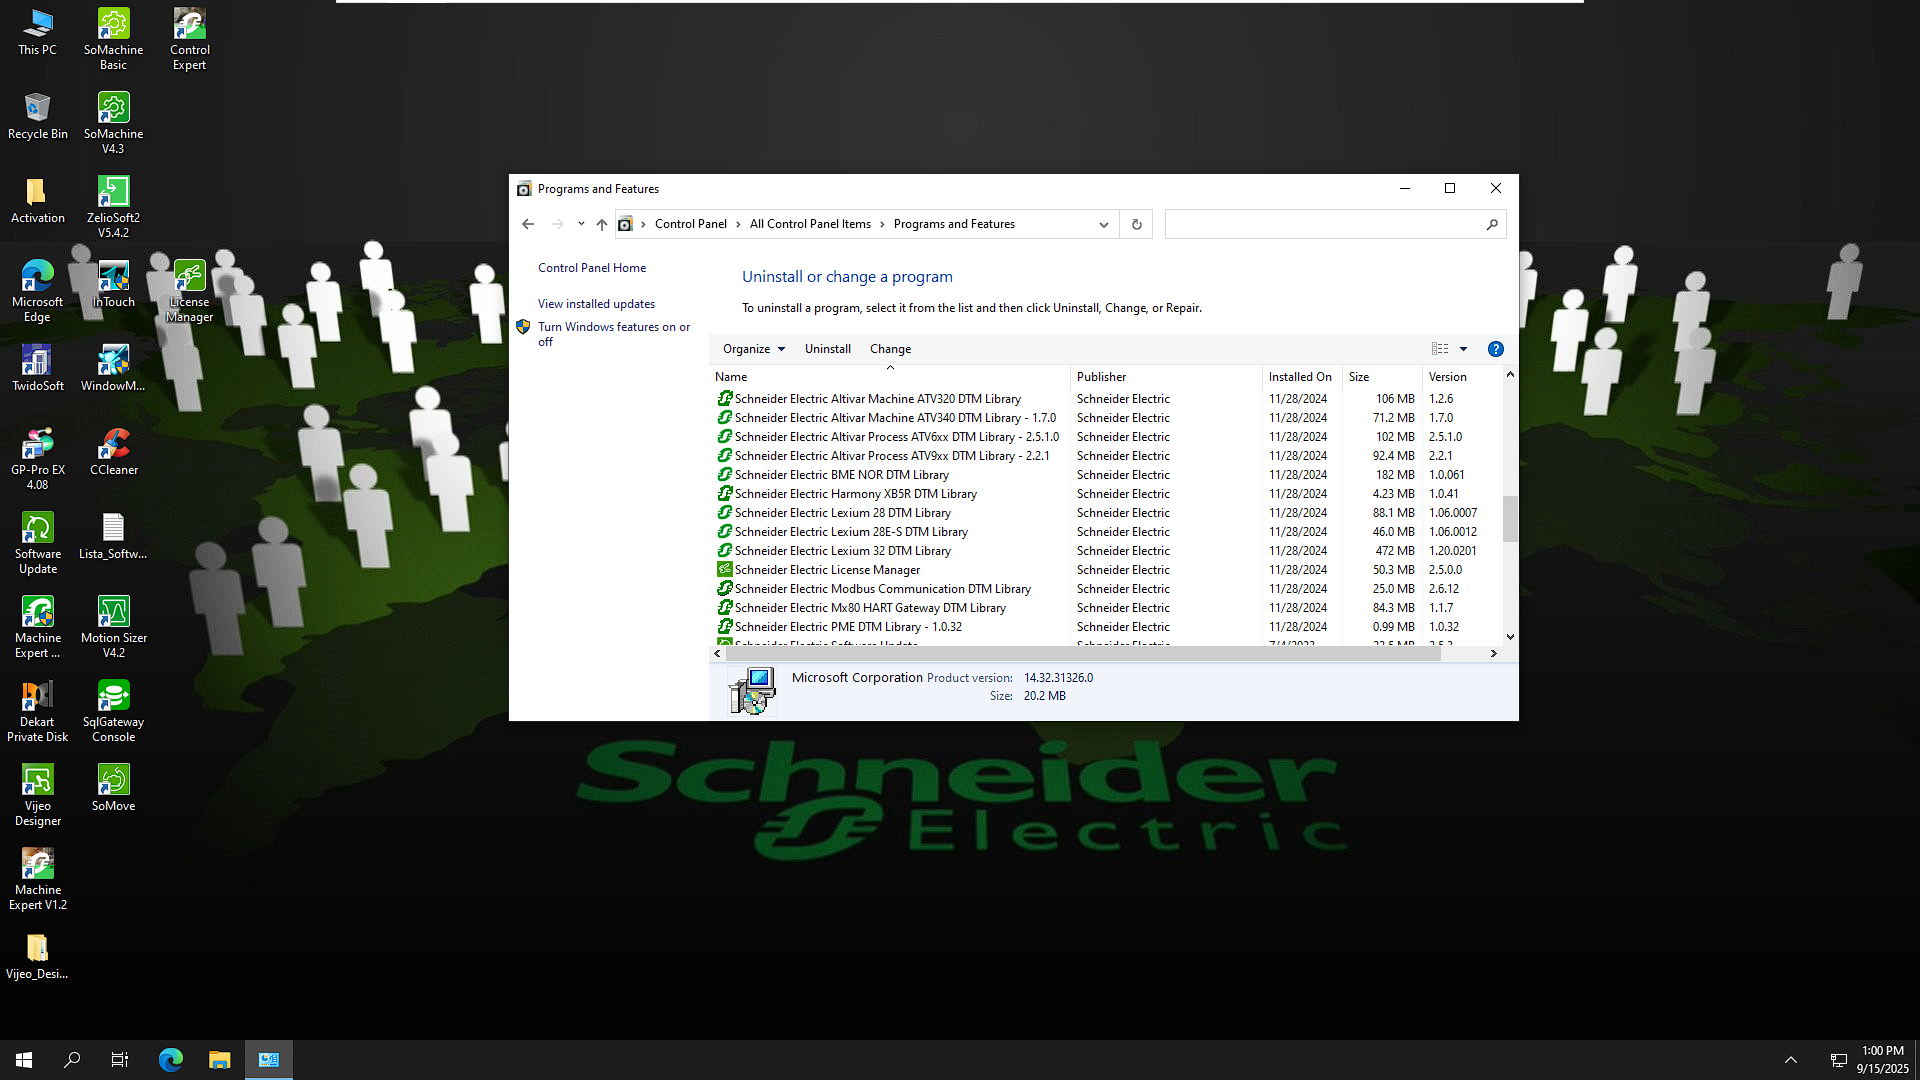 This PC
SoMachine Basic
Control Expert
Recycle Bin
SoMachine V4.3
Activation
ZelioSoft2 V5.4.2
Microsoft Edge
InTouch
License Manager
TwidoSoft
WindowM...
GP-Pro EX 4.08
CCleaner
Software Update
Lista_Softw...
Machine Expert ...
Motion Sizer V4.2
Dekart Private Disk
SqlGateway Console
Vijeo Designer
SoMove
Machine Expert V1.2
Vijeo_Desi...
Programs and Features
Control Panel > All Control Panel Items > Programs and Features
Control Panel Home
View installed updates
Turn Windows features on or off
Uninstall or change a program
To uninstall a program, select it from the list and then click Uninstall, Change, or Repair.
Organize Uninstall Change
Name Publisher Installed On Size Version
Schneider Electric Altivar Machine ATV320 DTM Library Schneider Electric 11/28/2024 106 MB 1.2.6
Schneider Electric Altivar Machine ATV340 DTM Library - 1.7.0 Schneider Electric 11/28/2024 71.2 MB 1.7.0
Schneider Electric Altivar Process ATV6xx DTM Library - 2.5.1.0 Schneider Electric 11/28/2024 102 MB 2.5.1.0
Schneider Electric Altivar Process ATV9xx DTM Library - 2.2.1 Schneider Electric 11/28/2024 92.4 MB 2.2.1
Schneider Electric BME NOR DTM Library Schneider Electric 11/28/2024 182 MB 1.0.061
Schneider Electric Harmony XB5R DTM Library Schneider Electric 11/28/2024 4.23 MB 1.0.41
Schneider Electric Lexium 28 DTM Library Schneider Electric 11/28/2024 88.1 MB 1.06.0007
Schneider Electric Lexium 28E-S DTM Library Schneider Electric 11/28/2024 46.0 MB 1.06.0012
Schneider Electric Lexium 32 DTM Library Schneider Electric 11/28/2024 472 MB 1.20.0201
Schneider Electric License Manager Schneider Electric 11/28/2024 50.3 MB 2.5.0.0
Schneider Electric Modbus Communication DTM Library Schneider Electric 11/28/2024 25.0 MB 2.6.12
Schneider Electric Mx80 HART Gateway DTM Library Schneider Electric 11/28/2024 84.3 MB 1.1.7
Schneider Electric PME DTM Library - 1.0.32 Schneider Electric 11/28/2024 0.99 MB 1.0.32
Schneider Electric Software Update Schneider Electric
Microsoft Corporation Product version: 14.32.31326.0
Size: 20.2 MB
Schneider
Electric
1:00 PM
9/15/2025